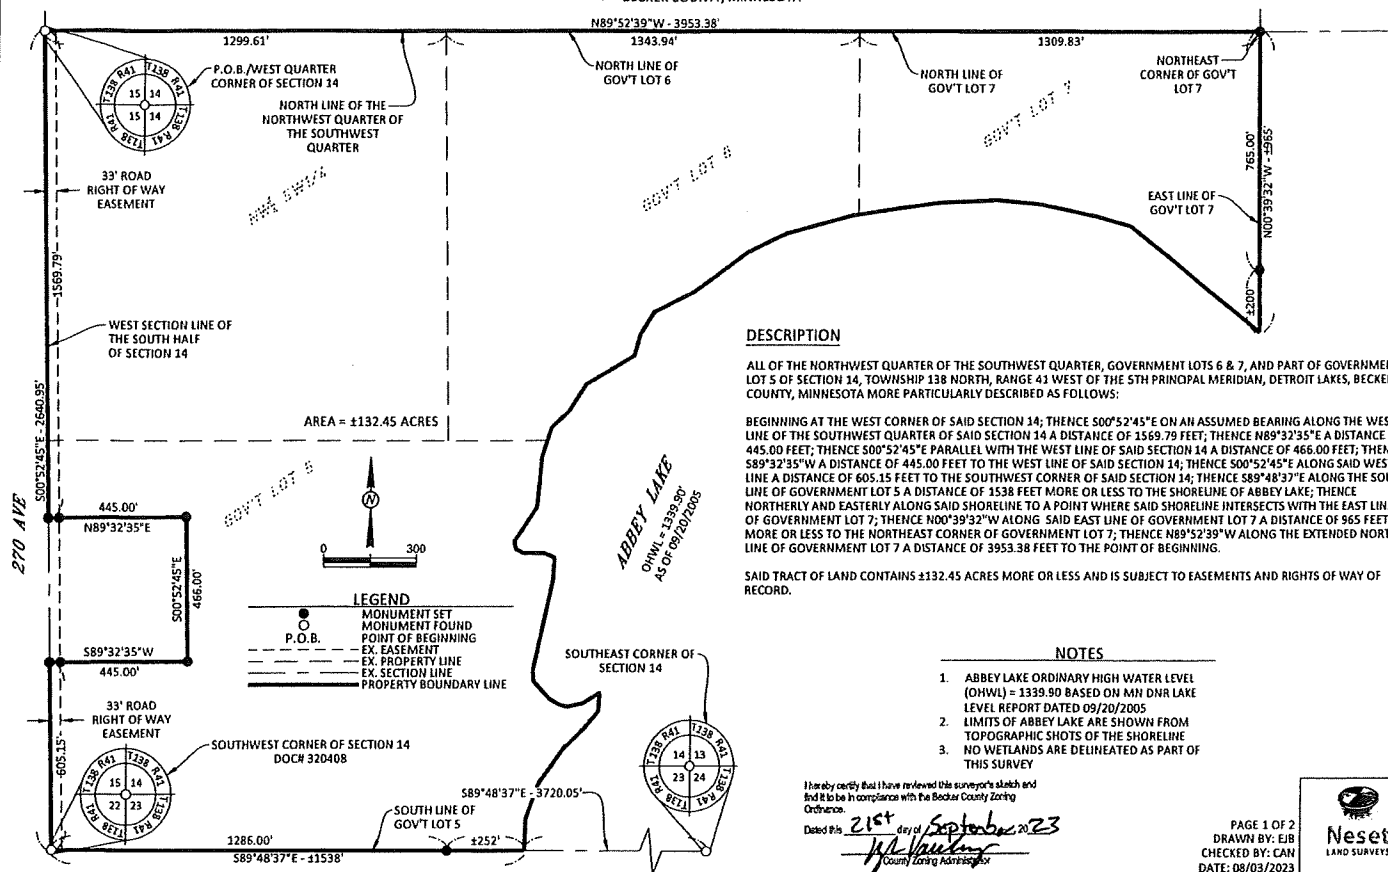 N89°52'39"W - 3953.38'
1299.61'
1343.94'
1309.83'
P.O.B./WEST QUARTER
CORNER OF SECTION 14
T138 R41
15 14
15 14
NORTH LINE OF THE
NORTHWEST QUARTER OF
THE SOUTHWEST
QUARTER
NORTH LINE OF
GOV'T LOT 6
NORTH LINE OF
GOV'T LOT 7
NORTHEAST
CORNER OF GOV'T
LOT 7
33' ROAD
RIGHT OF WAY
EASEMENT
NW¼ SW1/4
GOV'T LOT 6
GOV'T LOT 7
765.00'
N00°39'32"W - ±965'
EAST LINE OF
GOV'T LOT 7
±200'
1569.79'
WEST SECTION LINE OF
THE SOUTH HALF
OF SECTION 14
S00°52'45"E - 2640.95'
AREA = ±132.45 ACRES
GOV'T LOT 5
270 AVE
445.00'
N89°32'35"E
S00°52'45"E
466.00'
S89°32'35"W
445.00'
N
0 300
ABBEY LAKE
OHWL = 1339.90'
AS OF 09/20/2005
LEGEND
MONUMENT SET
MONUMENT FOUND
P.O.B. POINT OF BEGINNING
EX. EASEMENT
EX. PROPERTY LINE
EX. SECTION LINE
PROPERTY BOUNDARY LINE
DESCRIPTION
ALL OF THE NORTHWEST QUARTER OF THE SOUTHWEST QUARTER, GOVERNMENT LOTS 6 & 7, AND PART OF GOVERNME
LOT 5 OF SECTION 14, TOWNSHIP 138 NORTH, RANGE 41 WEST OF THE 5TH PRINCIPAL MERIDIAN, DETROIT LAKES, BECKER
COUNTY, MINNESOTA MORE PARTICULARLY DESCRIBED AS FOLLOWS:
BEGINNING AT THE WEST CORNER OF SAID SECTION 14; THENCE S00°52'45"E ON AN ASSUMED BEARING ALONG THE WES
LINE OF THE SOUTHWEST QUARTER OF SAID SECTION 14 A DISTANCE OF 1569.79 FEET; THENCE N89°32'35"E A DISTANCE
445.00 FEET; THENCE S00°52'45"E PARALLEL WITH THE WEST LINE OF SAID SECTION 14 A DISTANCE OF 466.00 FEET; THEN
S89°32'35"W A DISTANCE OF 445.00 FEET TO THE WEST LINE OF SAID SECTION 14; THENCE S00°52'45"E ALONG SAID WES
LINE A DISTANCE OF 605.15 FEET TO THE SOUTHWEST CORNER OF SAID SECTION 14; THENCE S89°48'37"E ALONG THE SOU
LINE OF GOVERNMENT LOT 5 A DISTANCE OF 1538 FEET MORE OR LESS TO THE SHORELINE OF ABBEY LAKE; THENCE
NORTHERLY AND EASTERLY ALONG SAID SHORELINE TO A POINT WHERE SAID SHORELINE INTERSECTS WITH THE EAST LIN
OF GOVERNMENT LOT 7; THENCE N00°39'32"W ALONG SAID EAST LINE OF GOVERNMENT LOT 7 A DISTANCE OF 965 FEET
MORE OR LESS TO THE NORTHEAST CORNER OF GOVERNMENT LOT 7; THENCE N89°52'39"W ALONG THE EXTENDED NORT
LINE OF GOVERNMENT LOT 7 A DISTANCE OF 3953.38 FEET TO THE POINT OF BEGINNING.
SAID TRACT OF LAND CONTAINS ±132.45 ACRES MORE OR LESS AND IS SUBJECT TO EASEMENTS AND RIGHTS OF WAY OF
RECORD.
33' ROAD
RIGHT OF WAY
EASEMENT
605.15'
SOUTHWEST CORNER OF SECTION 14
DOC# 320408
T138 R41
15 14
22 23
SOUTHEAST CORNER OF
SECTION 14
T138 R41
14 13
23 24
S89°48'37"E - 3720.05'
SOUTH LINE OF
GOV'T LOT 5
1286.00'
±252'
S89°48'37"E - ±1538'
NOTES
1. ABBEY LAKE ORDINARY HIGH WATER LEVEL
(OHWL) = 1339.90 BASED ON MN DNR LAKE
LEVEL REPORT DATED 09/20/2005
2. LIMITS OF ABBEY LAKE ARE SHOWN FROM
TOPOGRAPHIC SHOTS OF THE SHORELINE
3. NO WETLANDS ARE DELINEATED AS PART OF
THIS SURVEY
I hereby certify that I have reviewed this surveyor's sketch and
find it to be in compliance with the Becker County Zoning
Ordinance.
Dated this 21st day of September 2023
County Zoning Administrator
PAGE 1 OF 2
DRAWN BY: EJB
CHECKED BY: CAN
DATE: 08/03/2023
Neset
LAND SURVEYS